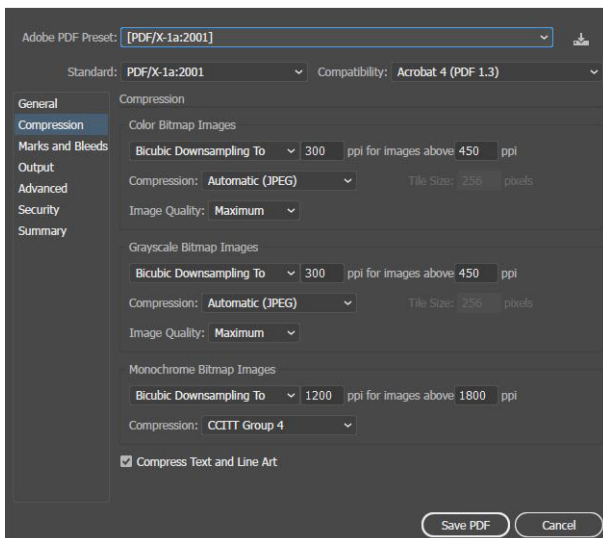 Adobe PDF Preset: [PDF/X-1a:2001]
Standard: PDF/X-1a:2001 Compatibility: Acrobat 4 (PDF 1.3)
General
Compression
Marks and Bleeds
Output
Advanced
Security
Summary
Compression
Color Bitmap Images
Bicubic Downsampling To 300 ppi for images above 450 ppi
Compression: Automatic (JPEG) Tile Size: 256 pixels
Image Quality: Maximum
Grayscale Bitmap Images
Bicubic Downsampling To 300 ppi for images above 450 ppi
Compression: Automatic (JPEG) Tile Size: 256 pixels
Image Quality: Maximum
Monochrome Bitmap Images
Bicubic Downsampling To 1200 ppi for images above 1800 ppi
Compression: CCITT Group 4
Compress Text and Line Art
Save PDF Cancel